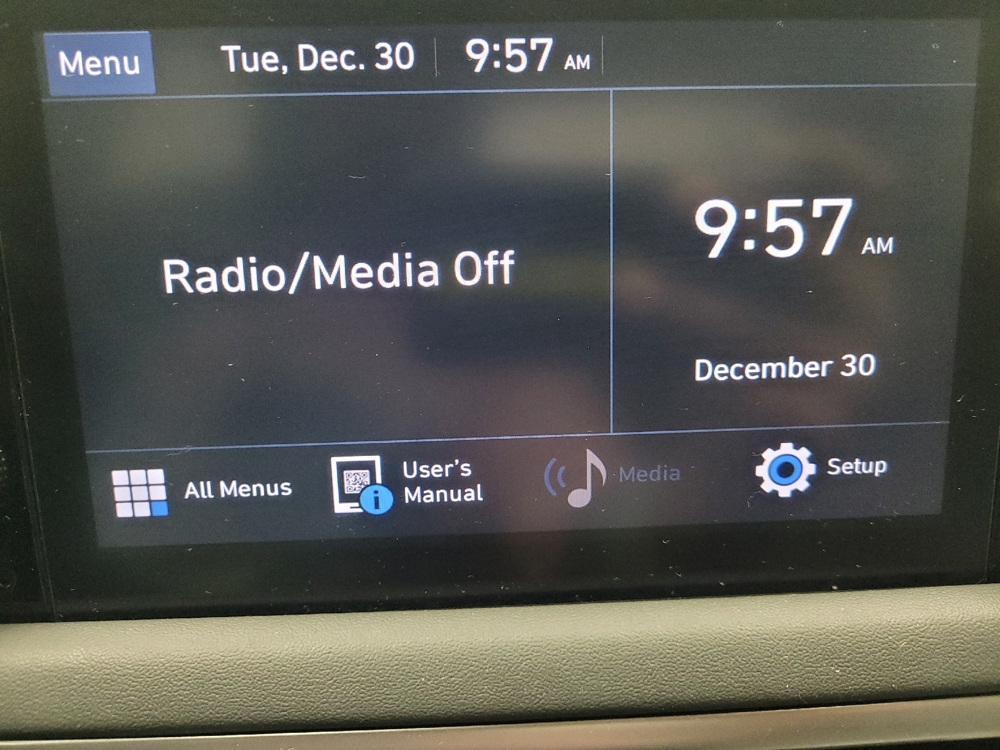 Menu
Tue, Dec. 30
9:57 AM
Radio/Media Off
9:57 AM
December 30
All Menus
User's
Manual
Media
Setup